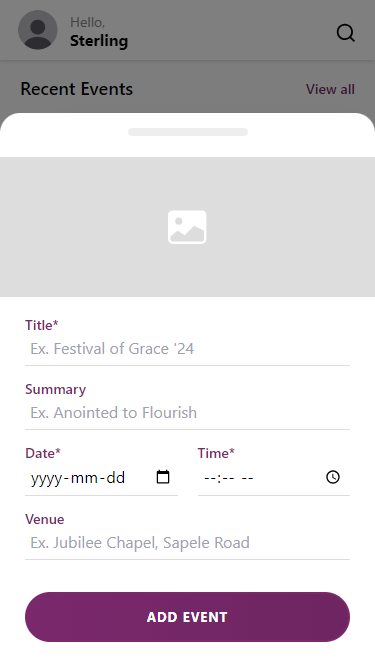 Hello,
Sterling
Recent Events View all
Title*
Ex. Festival of Grace '24
Summary
Ex. Anointed to Flourish
Date* Time*
yyyy-mm-dd --:-- --
Venue
Ex. Jubilee Chapel, Sapele Road
ADD EVENT